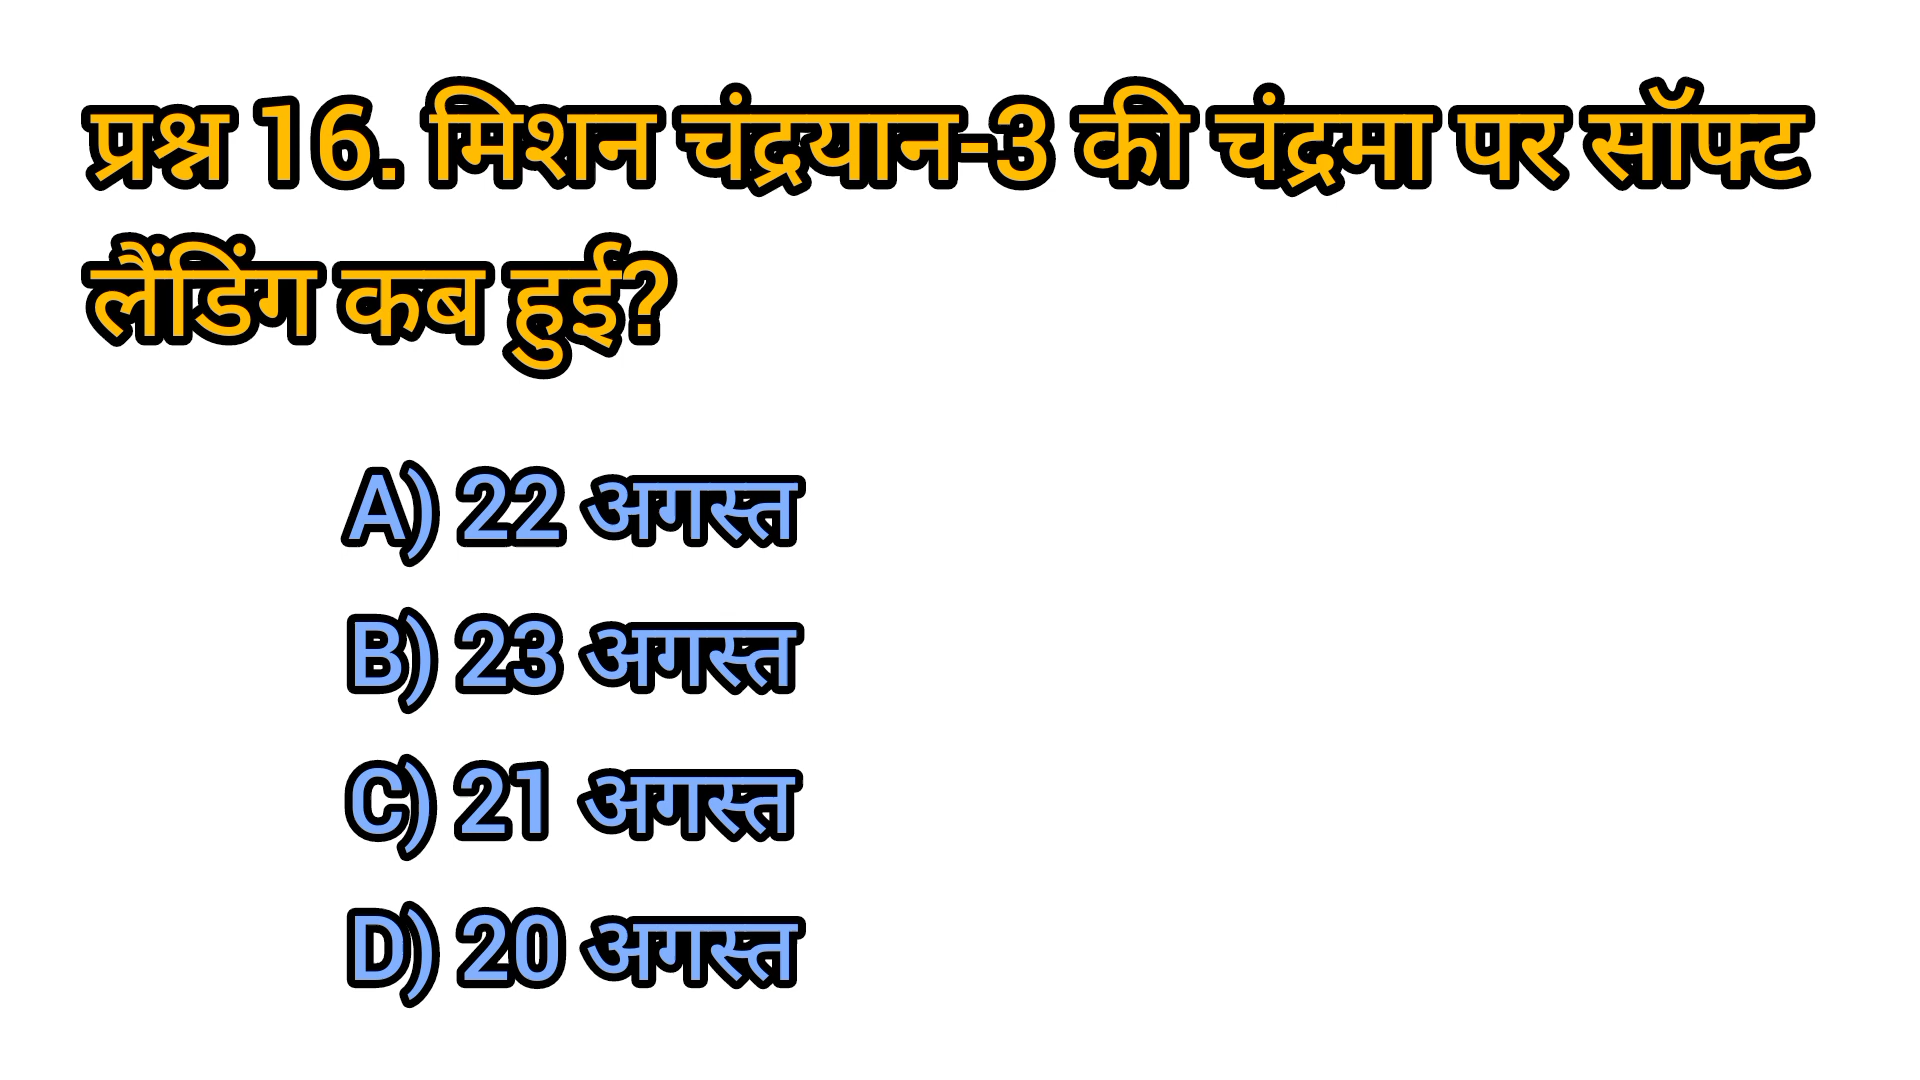 प्रश्न 16. मिशन चंद्रयान-3 की चंद्रमा पर सॉफ्ट
लैंडिंग कब हुई?
A) 22 अगस्त
B) 23 अगस्त
C) 21 अगस्त
D) 20 अगस्त